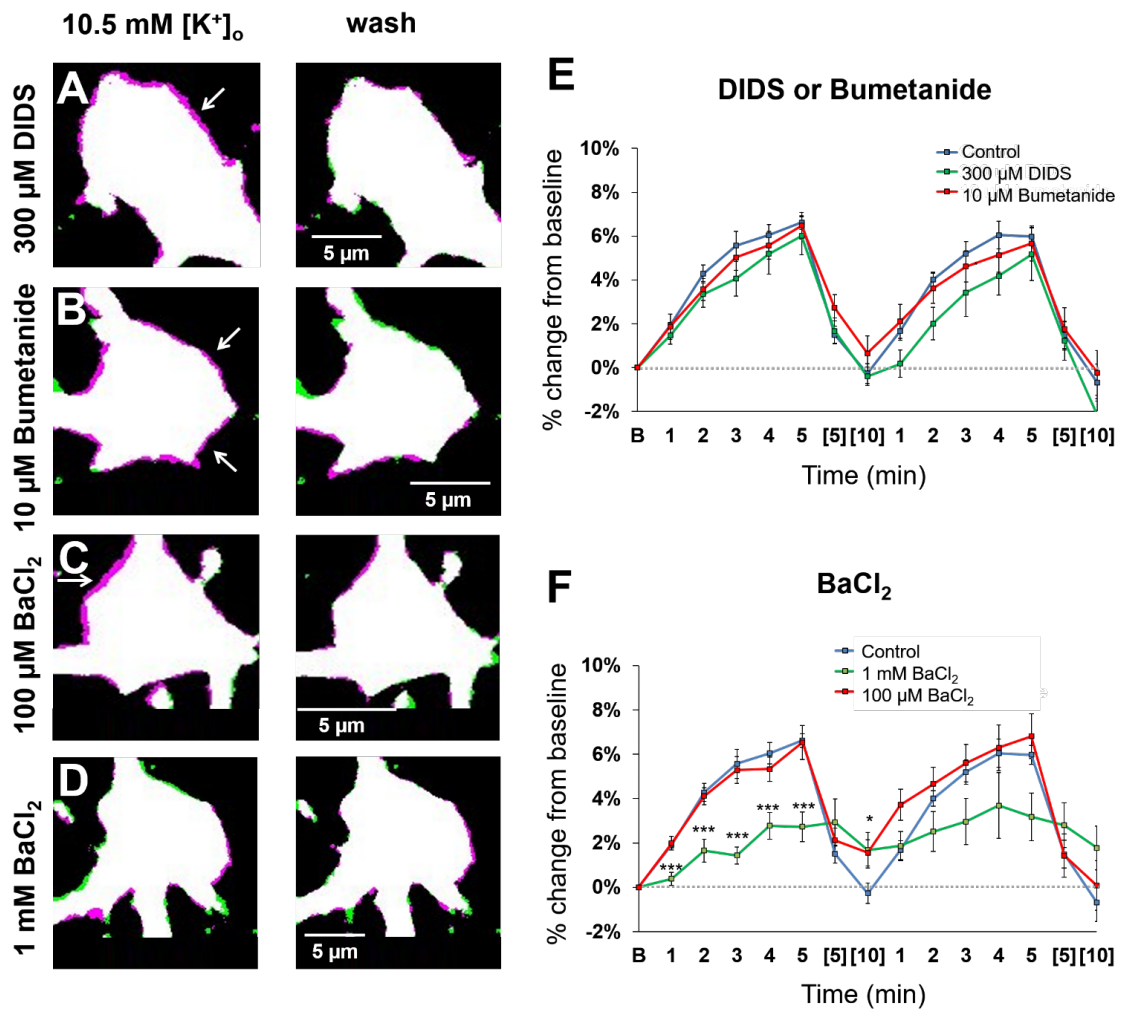 10.5 mM [K⁺]ₒ
wash
300 µM DIDS
A
5 µm
10 µM Bumetanide
B
5 µm
100 µM BaCl₂
C
5 µm
1 mM BaCl₂
D
5 µm
E
DIDS or Bumetanide
Control
300 µM DIDS
10 µM Bumetanide
% change from baseline
10%
8%
6%
4%
2%
0%
-2%
B 1 2 3 4 5 [5] [10] 1 2 3 4 5 [5] [10]
Time (min)
F
BaCl₂
Control
1 mM BaCl₂
100 µM BaCl₂
% change from baseline
10%
8%
6%
4%
2%
0%
-2%
*** *** *** *** *** *
B 1 2 3 4 5 [5] [10] 1 2 3 4 5 [5] [10]
Time (min)